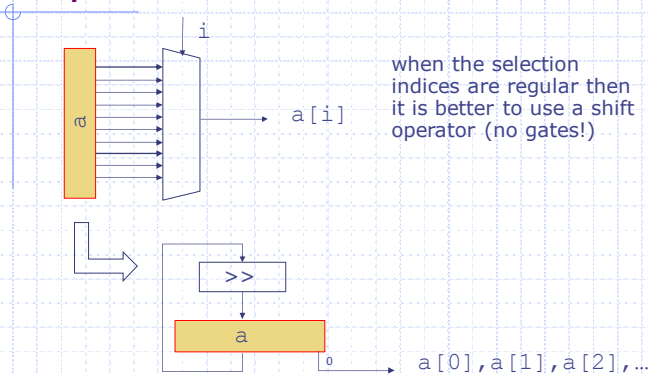 i
when the selection
indices are regular then
it is better to use a shift
operator (no gates!)
a
a[i]
>>
a
0
a[0],a[1],a[2],…